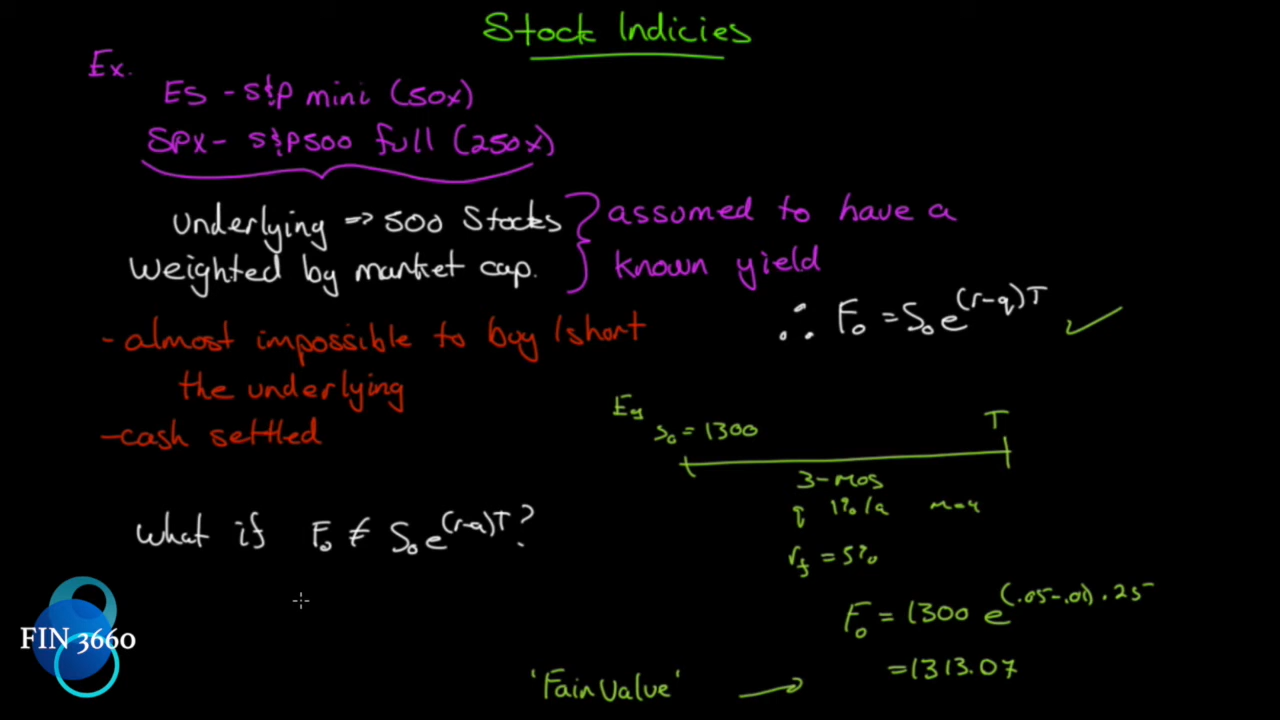 Stock Indicies
Ex.
ES - S&P mini (50x)
SPX - S&P500 full (250x)
Underlying => 500 Stocks
Weighted by market cap.
assumed to have a
known yield
∴ F₀ = S₀e^(r-q)T ✓
- almost impossible to buy/short
the underlying
- cash settled
Eg
S₀ = 1300
T
3-mos
q 1%/a
r_f = 5%
What if F₀ ≠ S₀e^(r-q)T?
F₀ = 1300 e^(.05-.01).25
= 1313.07
'Fair Value' →
FIN 3660